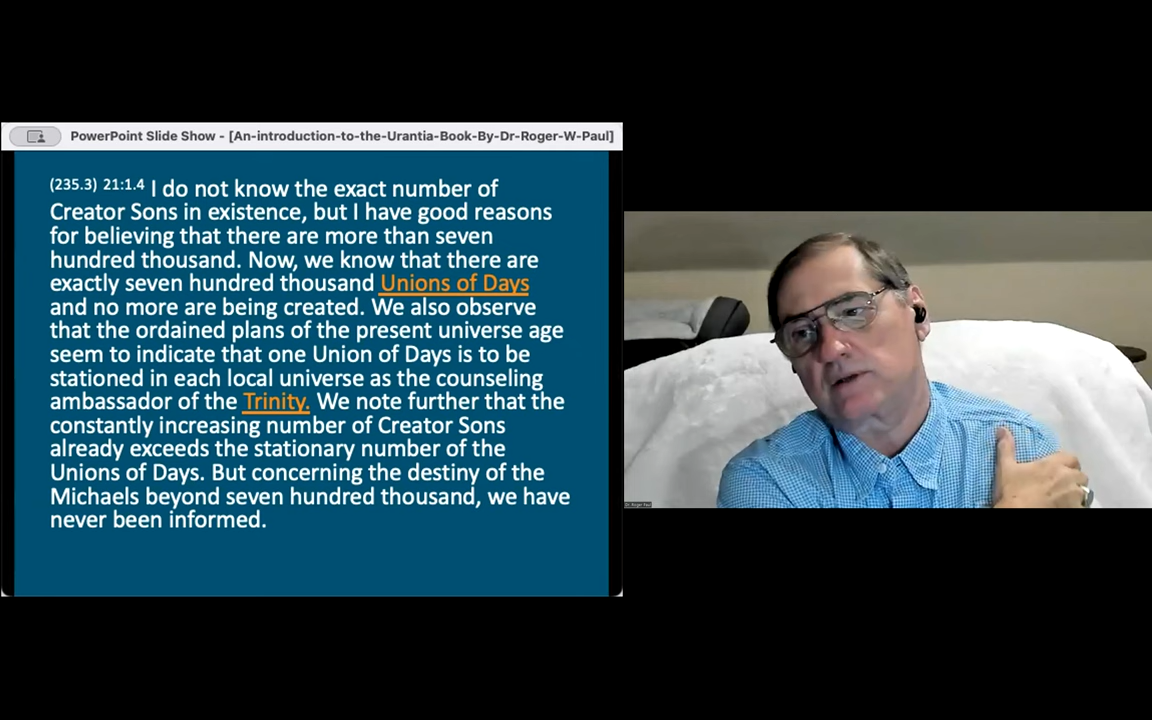 PowerPoint Slide Show - [An-introduction-to-the-Urantia-Book-By-Dr-Roger-W-Paul]
(235.3) 21:1.4 I do not know the exact number of
Creator Sons in existence, but I have good reasons
for believing that there are more than seven
hundred thousand. Now, we know that there are
exactly seven hundred thousand Unions of Days
and no more are being created. We also observe
that the ordained plans of the present universe age
seem to indicate that one Union of Days is to be
stationed in each local universe as the counseling
ambassador of the Trinity. We note further that the
constantly increasing number of Creator Sons
already exceeds the stationary number of the
Unions of Days. But concerning the destiny of the
Michaels beyond seven hundred thousand, we have
never been informed.
Dr. Roger Paul